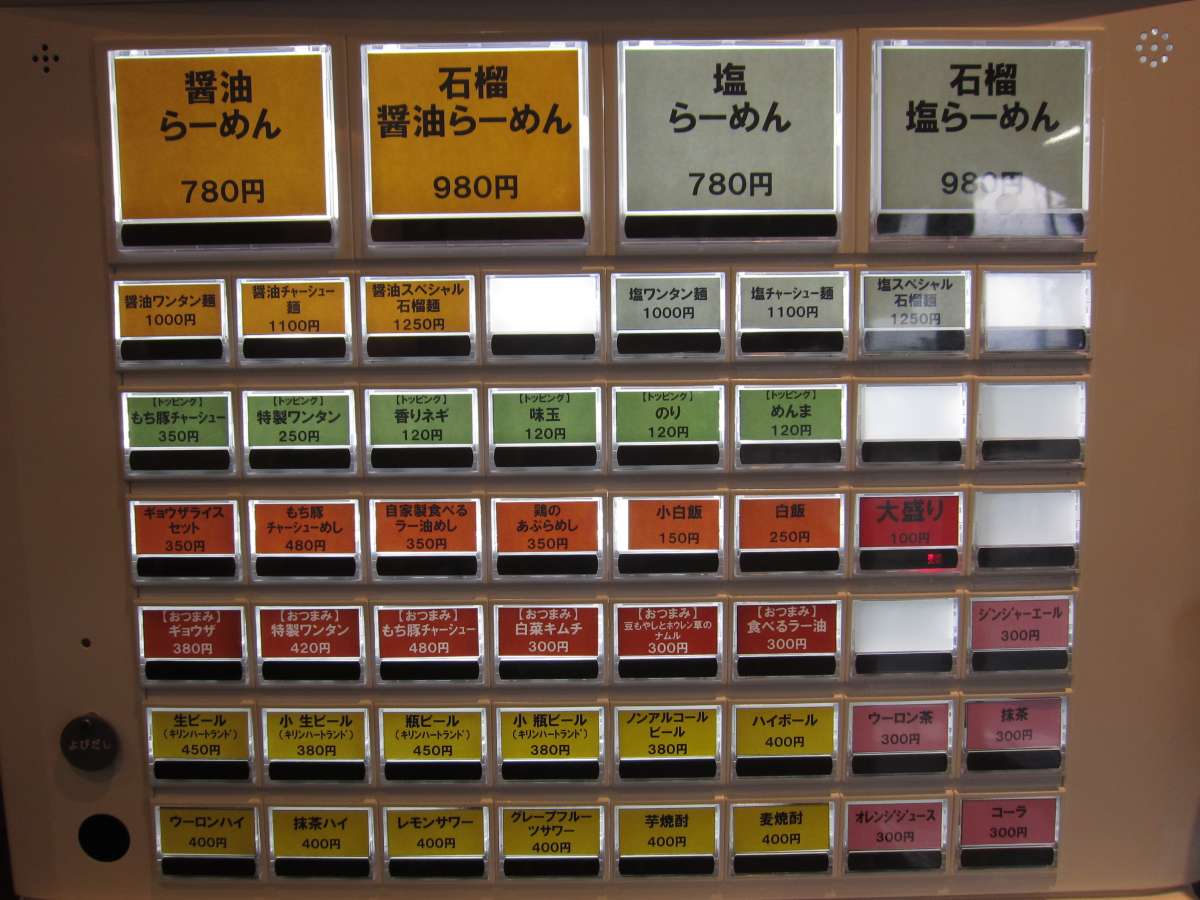 醤油
らーめん
780円
石榴
醤油らーめん
980円
塩
らーめん
780円
石榴
塩らーめん
980円
醤油ワンタン麺
1000円
醤油チャーシュー
麺
1100円
醤油スペシャル
石榴麺
1250円
塩ワンタン麺
1000円
塩チャーシュー麺
1100円
塩スペシャル
石榴麺
1250円
【トッピング】
もち豚チャーシュー
350円
【トッピング】
特製ワンタン
250円
【トッピング】
香りネギ
120円
【トッピング】
味玉
120円
【トッピング】
のり
120円
【トッピング】
めんま
120円
ギョウザライス
セット
350円
もち豚
チャーシューめし
480円
自家製食べる
ラー油めし
350円
鶏の
あぶらめし
350円
小白飯
150円
白飯
250円
大盛り
100円
【おつまみ】
ギョウザ
380円
【おつまみ】
特製ワンタン
420円
【おつまみ】
もち豚チャーシュー
480円
【おつまみ】
白菜キムチ
300円
【おつまみ】
豆もやしとホウレン草の
ナムル
300円
【おつまみ】
食べるラー油
300円
ジンジャーエール
300円
生ビール
（キリンハートランド）
450円
小 生ビール
（キリンハートランド）
380円
瓶ビール
（キリンハートランド）
450円
小 瓶ビール
（キリンハートランド）
380円
ノンアルコール
ビール
380円
ハイボール
400円
ウーロン茶
300円
抹茶
300円
よびだし
ウーロンハイ
400円
抹茶ハイ
400円
レモンサワー
400円
グレープフルー
ツサワー
400円
芋焼酎
400円
麦焼酎
400円
オレンジジュース
300円
コーラ
300円